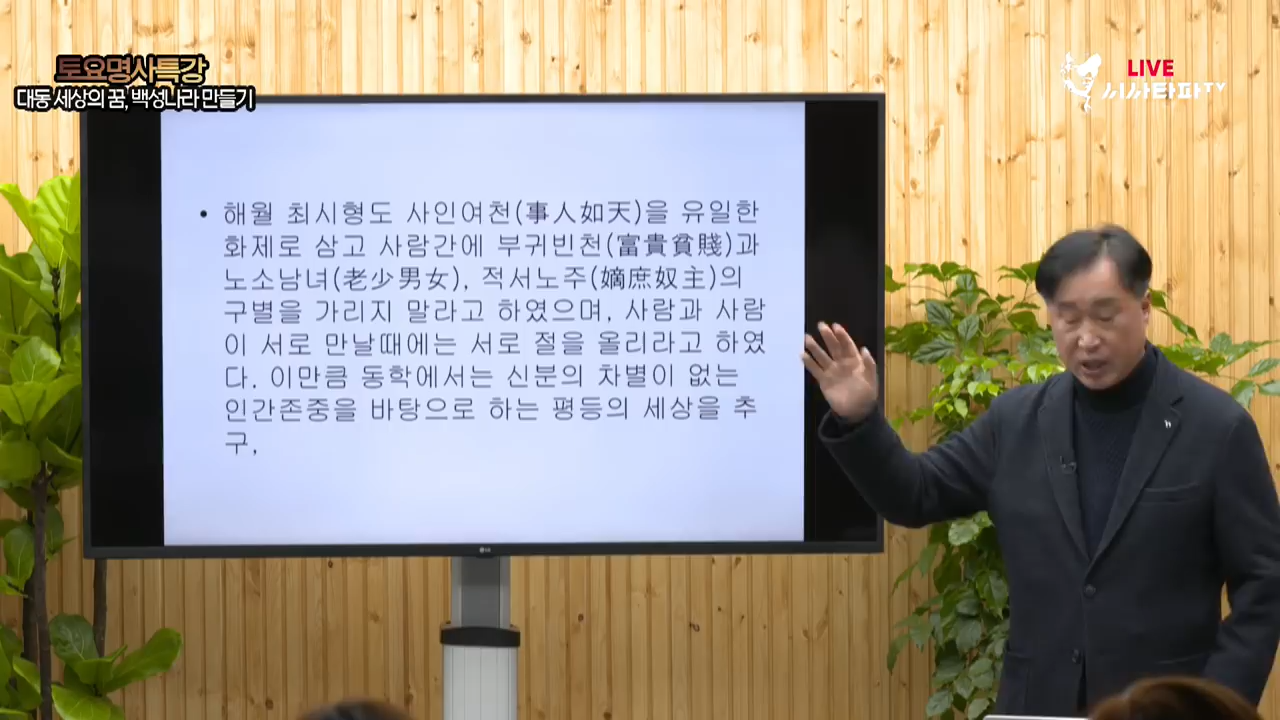 토요명사특강
대동 세상의 꿈, 백성나라 만들기
LIVE
시사타파TV
• 해월 최시형도 사인여천(事人如天)을 유일한
화제로 삼고 사람간에 부귀빈천(富貴貧賤)과
노소남녀(老少男女), 적서노주(嫡庶奴主)의
구별을 가리지 말라고 하였으며, 사람과 사람
이 서로 만날때에는 서로 절을 올리라고 하였
다. 이만큼 동학에서는 신분의 차별이 없는
인간존중을 바탕으로 하는 평등의 세상을 추
구,
LG